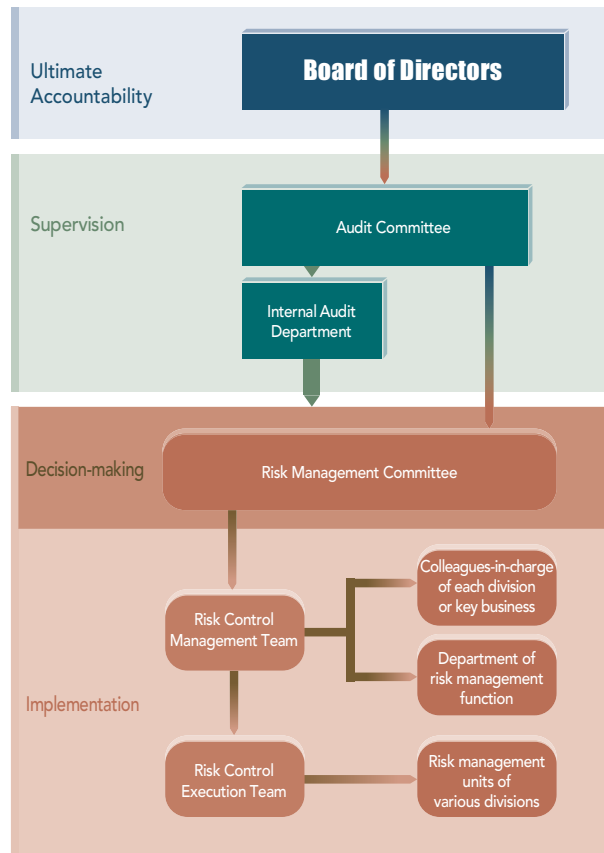 Ultimate
Accountability
Board of Directors
Supervision
Audit Committee
Internal Audit
Department
Decision-making
Risk Management Committee
Colleagues-in-charge
of each division
or key business
Risk Control
Management Team
Department of
risk management
function
Implementation
Risk Control
Execution Team
Risk management
units of
various divisions